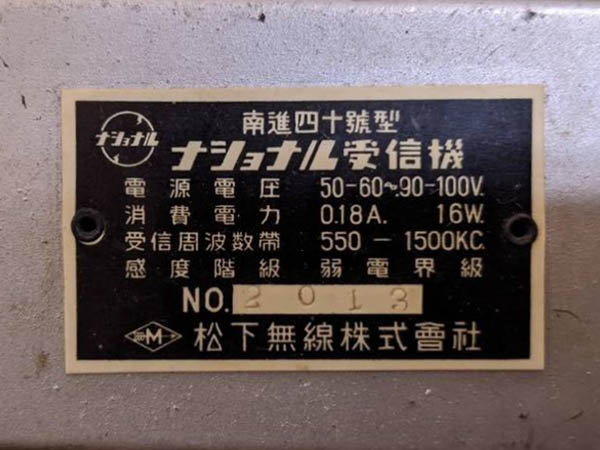 ナショナル
南進四十號型
ナショナル受信機
電源電圧 50-60~.90-100V.
消費電力 0.18A. 16W.
受信周波数帶 550 - 1500KC.
感度階級 弱電界級
NO. 2013
M 松下無線株式會社